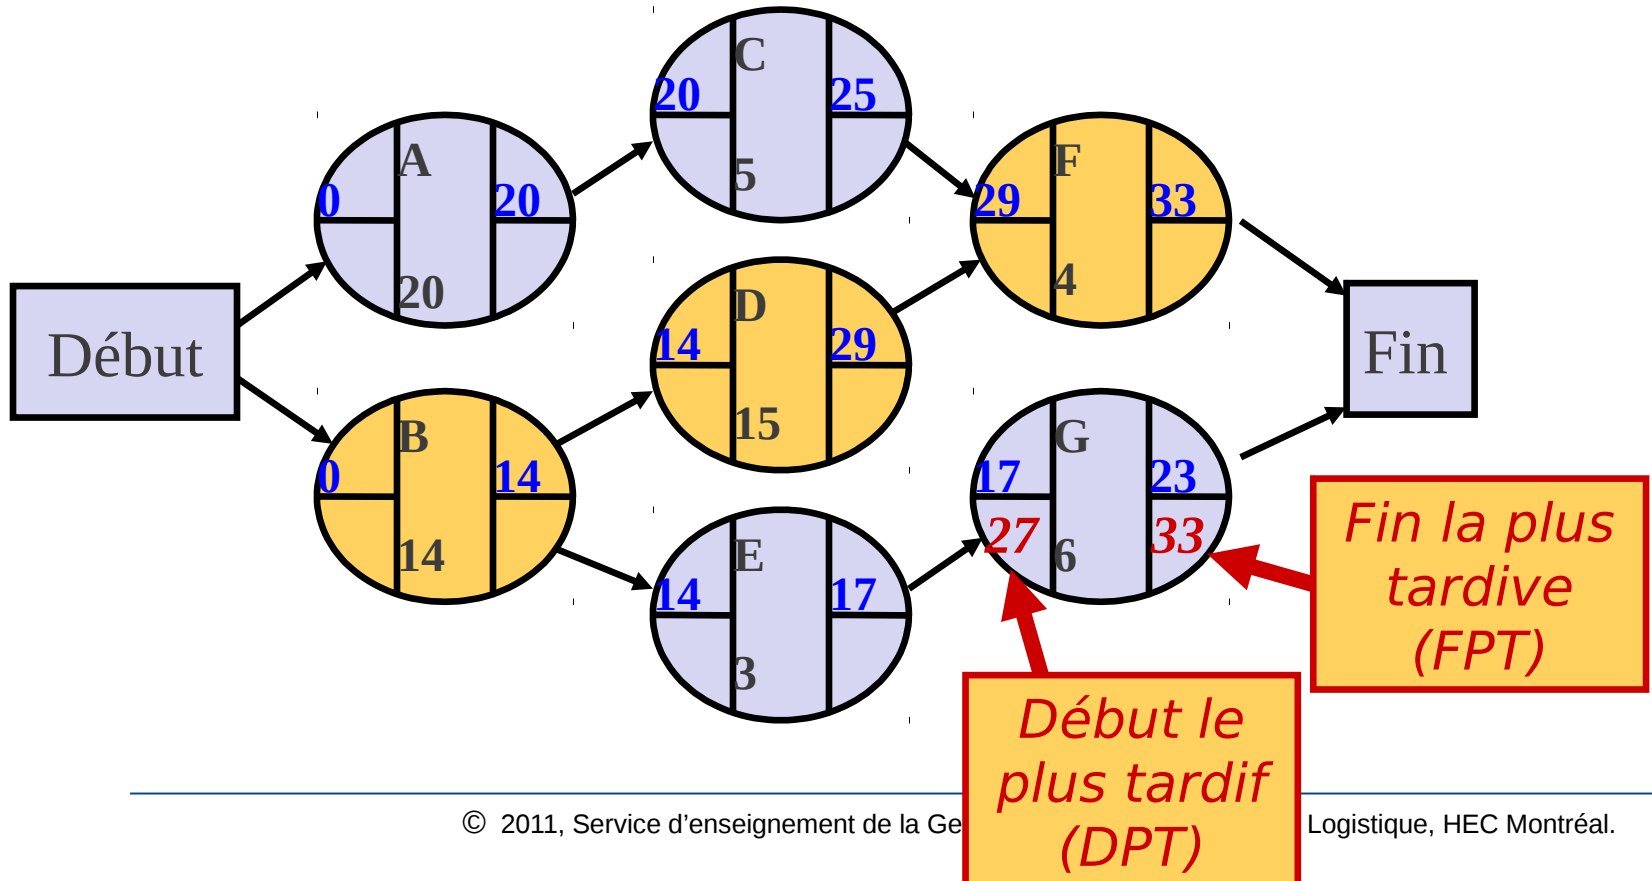 C
20 25
5
A
0 20
20
F
29 33
4
D
14 29
15
Début
Fin
B
0 14
14
G
17 23
27 6 33
E
14 17
3
Fin la plus
tardive
(FPT)
Début le
plus tardif
(DPT)
© 2011, Service d’enseignement de la Ge
Logistique, HEC Montréal.